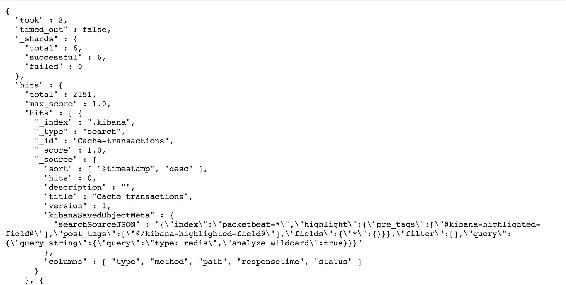 {
"took" : 2,
"timed_out" : false,
"_shards" : {
"total" : 6,
"successful" : 6,
"failed" : 0
},
"hits" : {
"total" : 2151,
"max_score" : 1.0,
"hits" : [ {
"_index" : ".kibana",
"_type" : "search",
"_id" : "Cache-transactions",
"_score" : 1.0,
"_source" : {
"sort" : [ "@timestamp", "desc" ],
"hits" : 0,
"description" : "",
"title" : "Cache transactions",
"version" : 1,
"kibanaSavedObjectMeta" : {
"searchSourceJSON" : "{\"index\":\"packetbeat-*\",\"highlight\":{\"pre_tags\":[\"@kibana-highlighted-
field@\"],\"post_tags\":[\"@/kibana-highlighted-field@\"],\"fields\":{\"*\":{}}},\"filter\":[],\"query\":
{\"query_string\":{\"query\":\"type: redis\",\"analyze_wildcard\":true}}}"
},
"columns" : [ "type", "method", "path", "responsetime", "status" ]
}
}, {